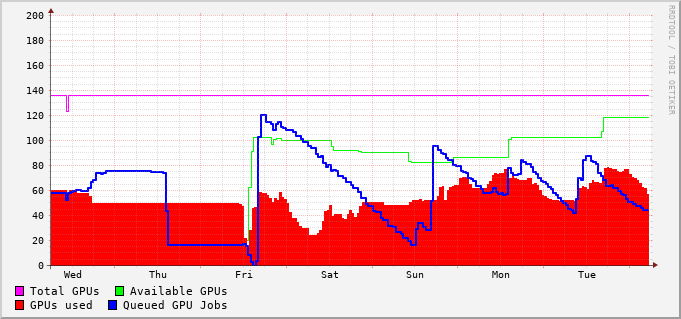 200
180
160
140
120
100
80
60
40
20
0
Wed Thu Fri Sat Sun Mon Tue
Total GPUs Available GPUs
GPUs used Queued GPU Jobs
RRDTOOL / TOBI OETIKER